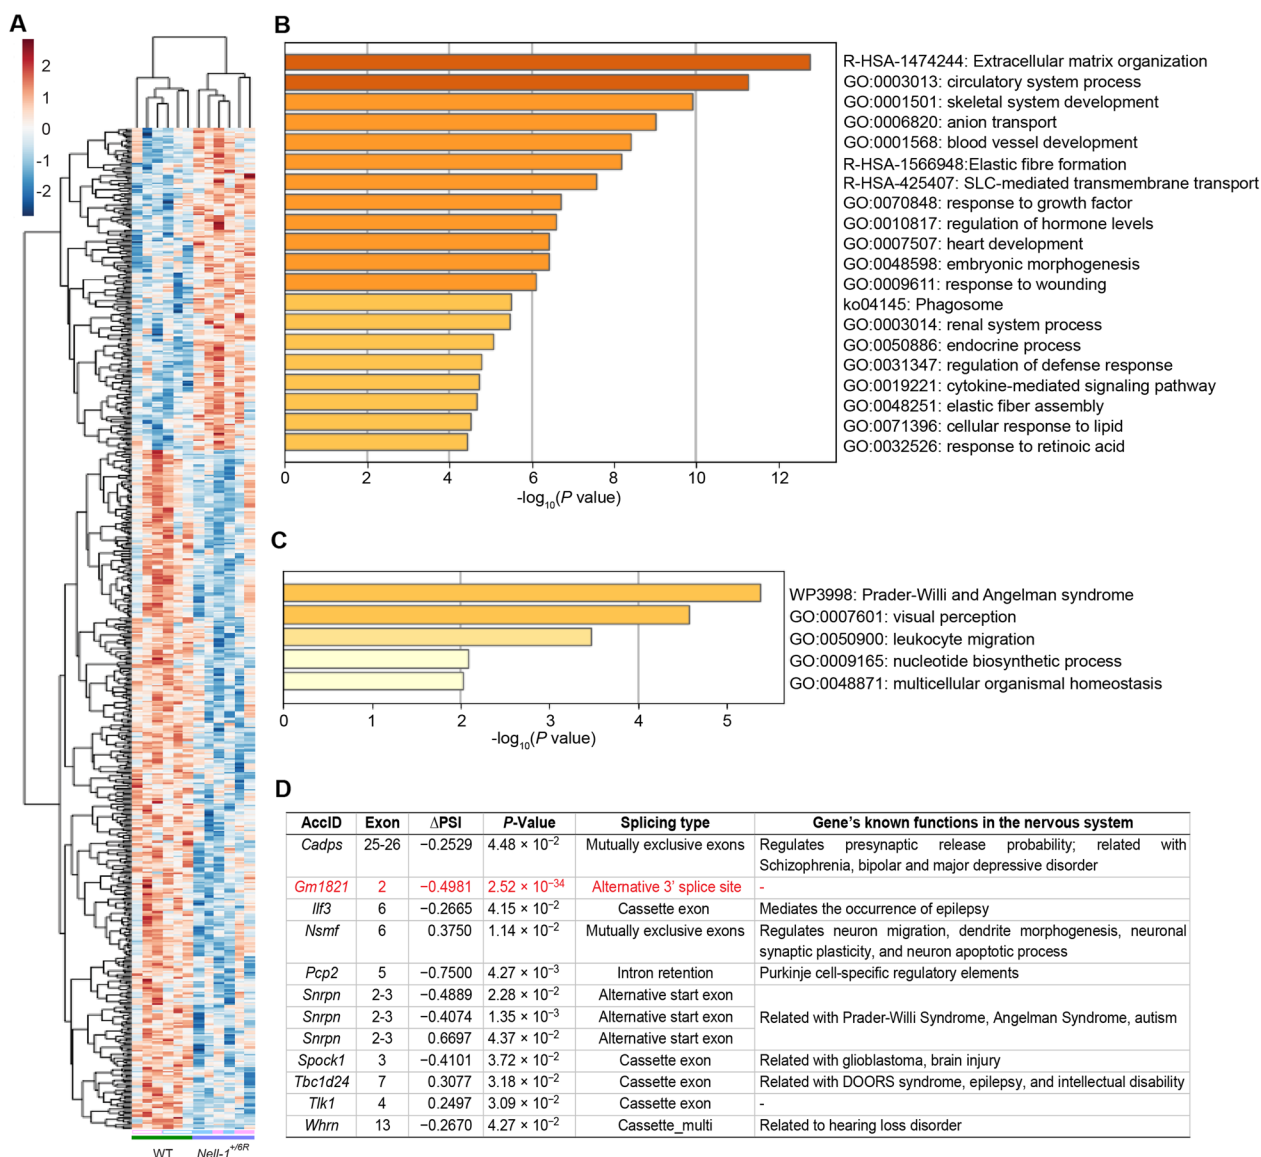 A
2
1
0
-1
-2
WT Nell-1+/6R
B
R-HSA-1474244: Extracellular matrix organization
GO:0003013: circulatory system process
GO:0001501: skeletal system development
GO:0006820: anion transport
GO:0001568: blood vessel development
R-HSA-1566948:Elastic fibre formation
R-HSA-425407: SLC-mediated transmembrane transport
GO:0070848: response to growth factor
GO:0010817: regulation of hormone levels
GO:0007507: heart development
GO:0048598: embryonic morphogenesis
GO:0009611: response to wounding
ko04145: Phagosome
GO:0003014: renal system process
GO:0050886: endocrine process
GO:0031347: regulation of defense response
GO:0019221: cytokine-mediated signaling pathway
GO:0048251: elastic fiber assembly
GO:0071396: cellular response to lipid
GO:0032526: response to retinoic acid
0 2 4 6 8 10 12
-log10(P value)
C
WP3998: Prader-Willi and Angelman syndrome
GO:0007601: visual perception
GO:0050900: leukocyte migration
GO:0009165: nucleotide biosynthetic process
GO:0048871: multicellular organismal homeostasis
0 1 2 3 4 5
-log10(P value)
D
AccID Exon ΔPSI P-Value Splicing type Gene's known functions in the nervous system
Cadps 25-26 −0.2529 4.48 × 10−2 Mutually exclusive exons Regulates presynaptic release probability; related with
Schizophrenia, bipolar and major depressive disorder
Gm1821 2 −0.4981 2.52 × 10−34 Alternative 3' splice site -
Ilf3 6 −0.2665 4.15 × 10−2 Cassette exon Mediates the occurrence of epilepsy
Nsmf 6 0.3750 1.14 × 10−2 Mutually exclusive exons Regulates neuron migration, dendrite morphogenesis, neuronal
synaptic plasticity, and neuron apoptotic process
Pcp2 5 −0.7500 4.27 × 10−3 Intron retention Purkinje cell-specific regulatory elements
Snrpn 2-3 −0.4889 2.28 × 10−2 Alternative start exon
Snrpn 2-3 −0.4074 1.35 × 10−3 Alternative start exon Related with Prader-Willi Syndrome, Angelman Syndrome, autism
Snrpn 2-3 0.6697 4.37 × 10−2 Alternative start exon
Spock1 3 −0.4101 3.72 × 10−2 Cassette exon Related with glioblastoma, brain injury
Tbc1d24 7 0.3077 3.18 × 10−2 Cassette exon Related with DOORS syndrome, epilepsy, and intellectual disability
Tlk1 4 0.2497 3.09 × 10−2 Cassette exon -
Whrn 13 −0.2670 4.27 × 10−2 Cassette_multi Related to hearing loss disorder